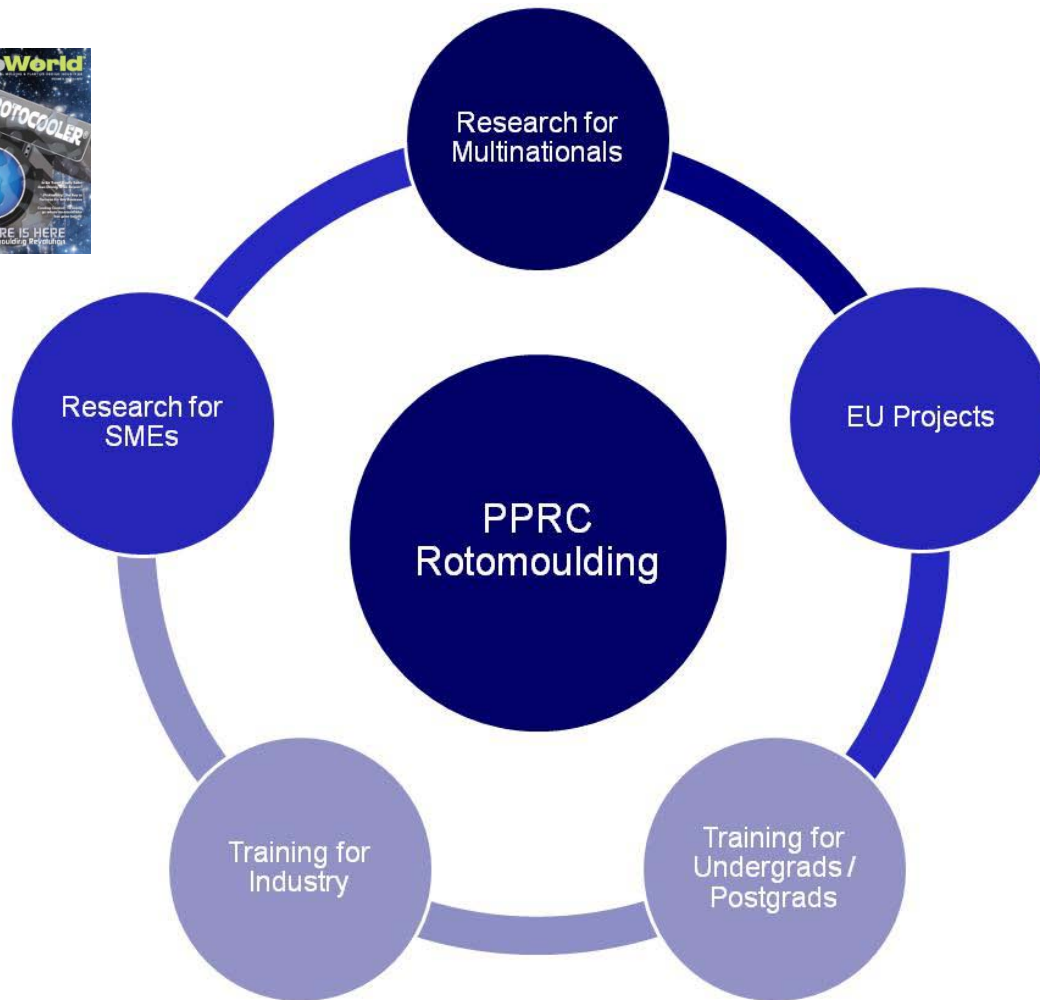 World
ROTOCOOLER
RE IS HERE
Research for
Multinationals
Research for
SMEs
EU Projects
PPRC
Rotomoulding
Training for
Industry
Training for
Undergrads /
Postgrads